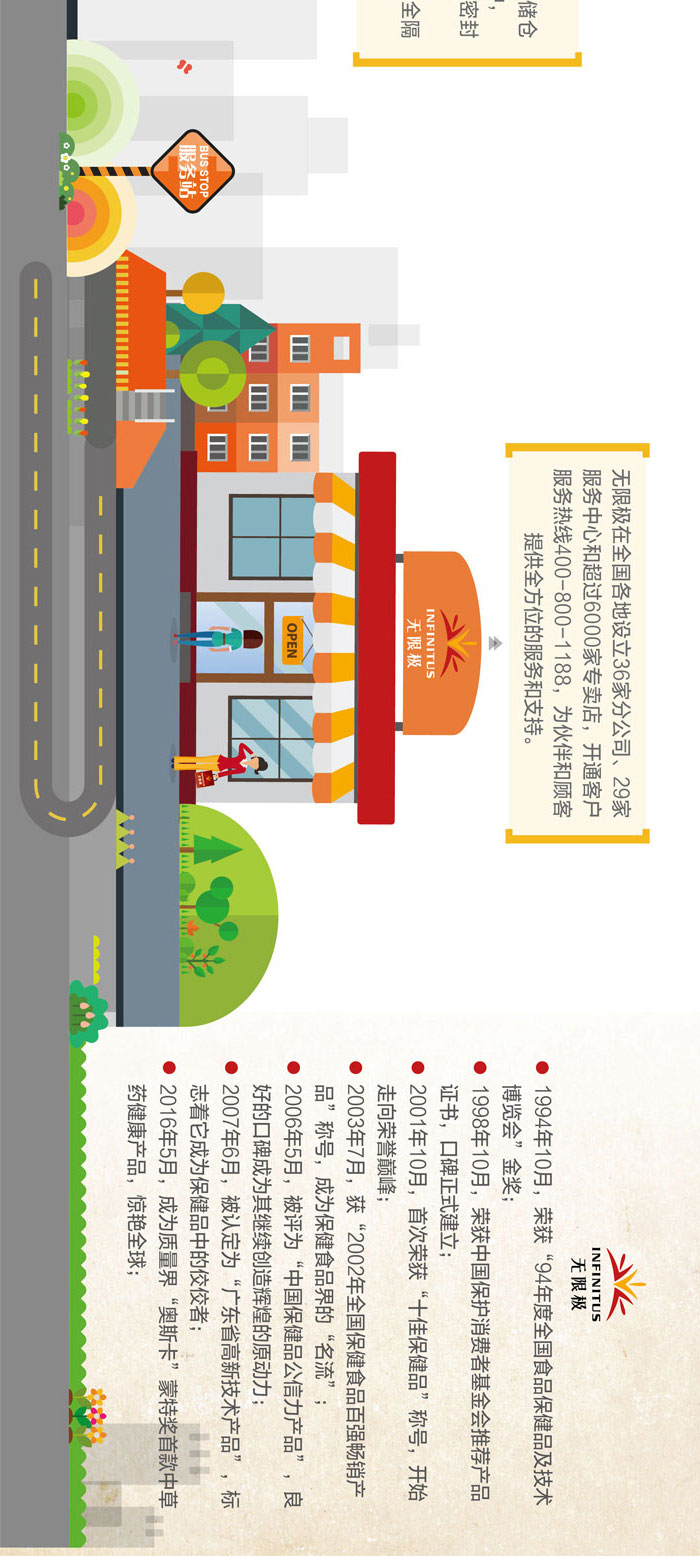 储仓
密封
全隔
BUS STOP
服务站
无限极在全国各地设立36家分公司、29家
服务中心和超过6000家专卖店，开通客户
服务热线400-800-1188，为伙伴和顾客
提供全方位的服务和支持。
INFINITUS
无限极
OPEN
INFINITUS
无限极
1994年10月，荣获“94年度全国食品保健品及技术
博览会”金奖；
1998年10月，荣获中国保护消费者基金会推荐产品
证书，口碑正式建立；
2001年10月，首次荣获“十佳保健品”称号，开始
走向荣誉巅峰；
2003年7月，获“2002年全国保健食品百强畅销产
品”称号，成为保健食品界的“名流”；
2006年5月，被评为“中国保健品公信力产品”，良
好的口碑成为其继续创造辉煌的原动力；
2007年6月，被认定为“广东省高新技术产品”，标
志着它成为保健品中的佼佼者；
2016年5月，成为质量界“奥斯卡”蒙特奖首款中草
药健康产品，惊艳全球；